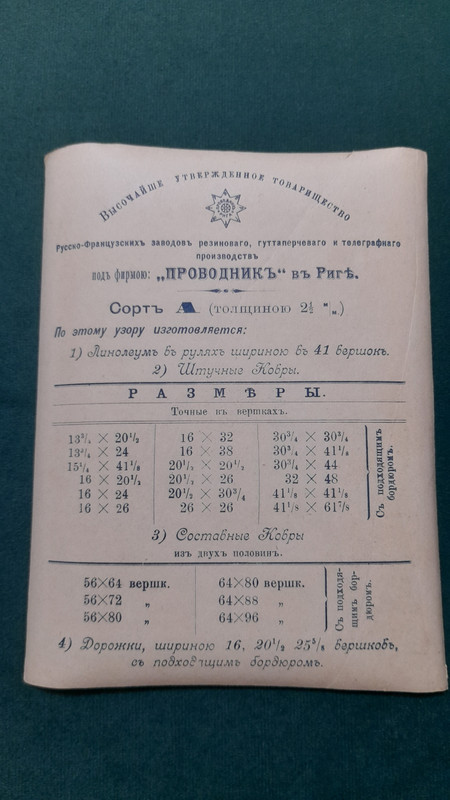 Высочайше утвержденное товарищество
Русско-Французскихъ заводовъ резиноваго, гуттаперчеваго и телеграфнаго
производствъ
подъ фирмою: „ПРОВОДНИКЪ“ въ Ригѣ.
Сортъ А (толщиною 2½ м/м.)
По этому узору изготовляется:
1) Линолеумъ въ руляхъ шириною въ 41 вершокъ.
2) Штучные Ковры.
РАЗМѢРЫ.
Точные въ вершкахъ.
13¾ × 20½ 16 × 32 30¾ × 30¾
13¾ × 24 16 × 38 30¾ × 41⅛
15¼ × 41⅛ 20½ × 20½ 30¾ × 44
16 × 20½ 20½ × 26 32 × 48
16 × 24 20½ × 30¾ 41⅛ × 41⅛
16 × 26 26 × 26 41⅛ × 61⅞
Съ подходящимъ
бордюромъ.
3) Составные Ковры
изъ двухъ половинъ.
56×64 вершк. 64×80 вершк.
56×72 „ 64×88 „
56×80 „ 64×96 „
Съ подходя-
щимъ бор-
дюромъ.
4) Дорожки, шириною 16, 20½ 25⅝ вершковъ,
съ подходящимъ бордюромъ.